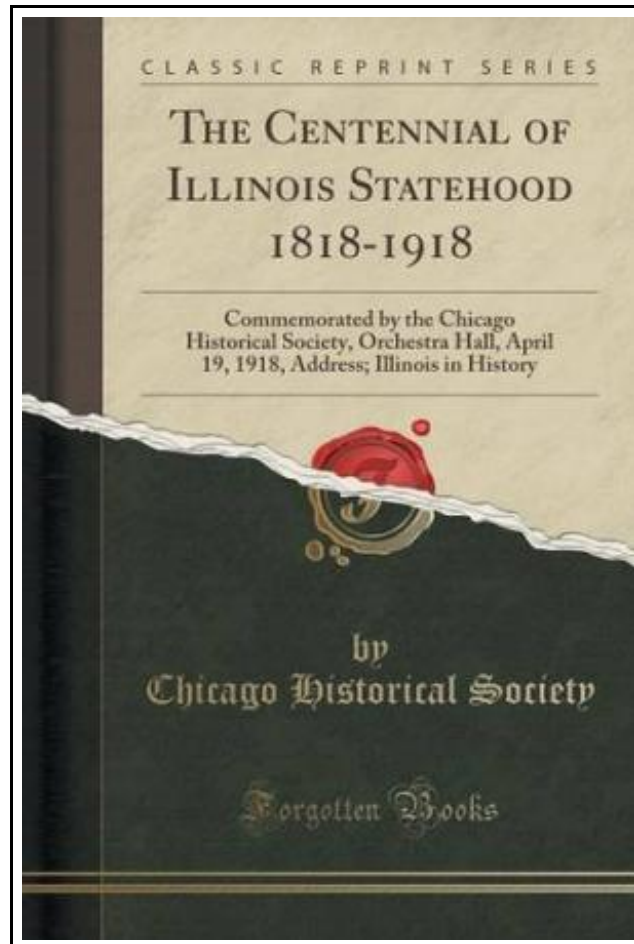 CLASSIC REPRINT SERIES
THE CENTENNIAL OF
ILLINOIS STATEHOOD
1818-1918
Commemorated by the Chicago
Historical Society, Orchestra Hall, April
19, 1918, Address; Illinois in History
F
by
Chicago Historical Society
Forgotten Books